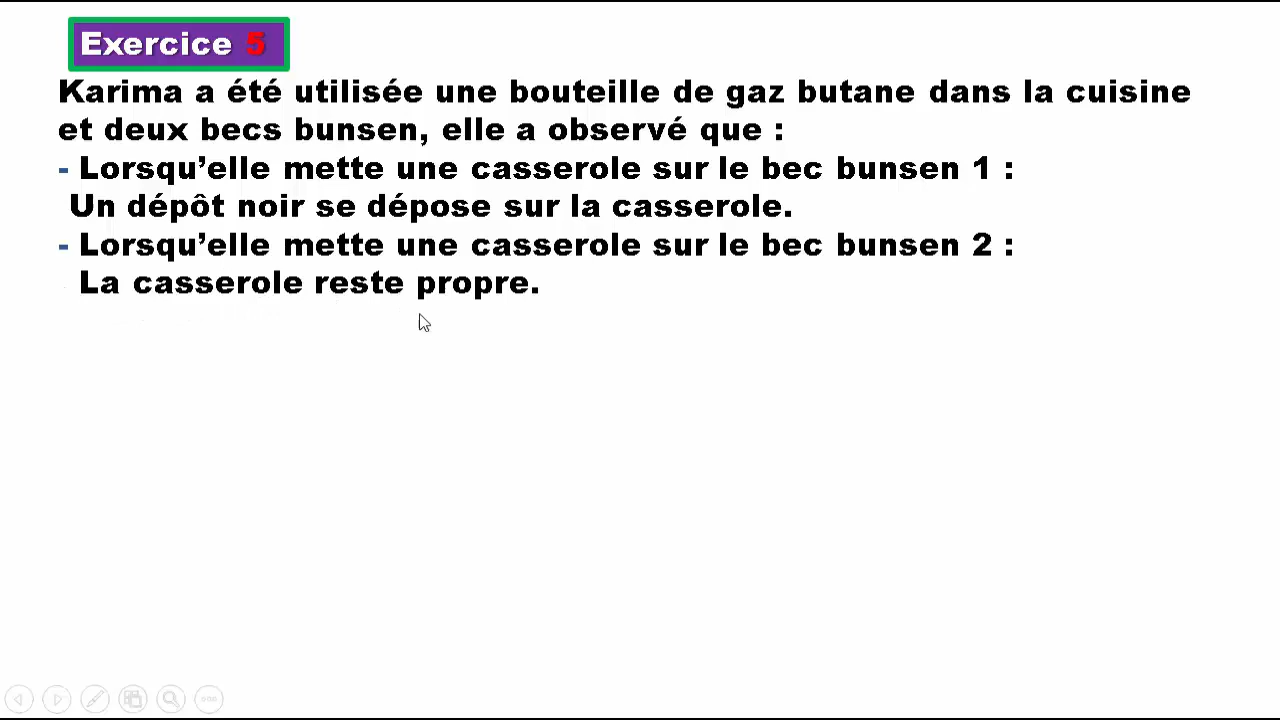 Exercice 5
Karima a été utilisée une bouteille de gaz butane dans la cuisine
et deux becs bunsen, elle a observé que :
- Lorsqu’elle mette une casserole sur le bec bunsen 1 :
Un dépôt noir se dépose sur la casserole.
- Lorsqu’elle mette une casserole sur le bec bunsen 2 :
La casserole reste propre.